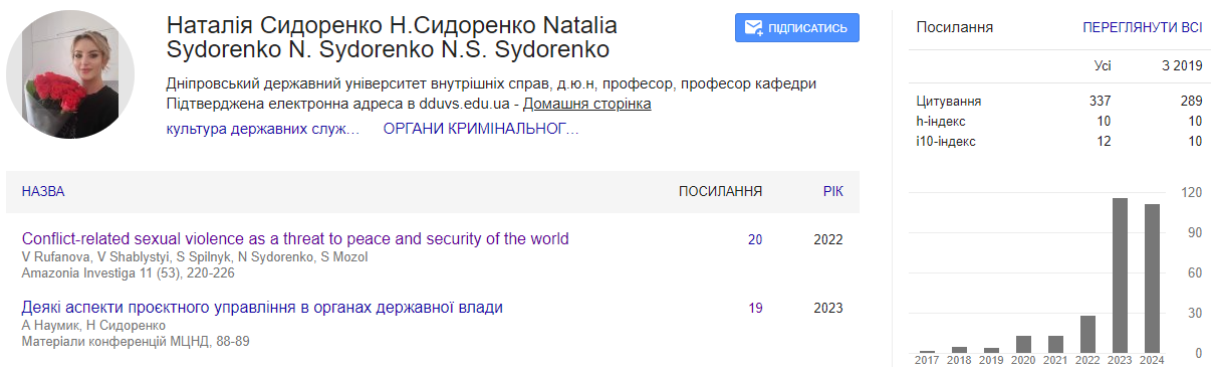 Наталія Сидоренко Н.Сидоренко Natalia
Sydorenko N. Sydorenko N.S. Sydorenko
ПІДПИСАТИСЬ
Дніпровський державний університет внутрішніх справ, д.ю.н, професор, професор кафедри
Підтверджена електронна адреса в dduvs.edu.ua - Домашня сторінка
культура державних служ... ОРГАНИ КРИМІНАЛЬНОГ...
НАЗВА ПОСИЛАННЯ РІК
Conflict-related sexual violence as a threat to peace and security of the world 20 2022
V Rufanova, V Shablystyi, S Spilnyk, N Sydorenko, S Mozol
Amazonia Investiga 11 (53), 220-226
Деякі аспекти проєктного управління в органах державної влади 19 2023
А Наумик, Н Сидоренко
Матеріали конференцій МЦНД, 88-89
Посилання ПЕРЕГЛЯНУТИ ВСІ
Усі З 2019
Цитування 337 289
h-індекс 10 10
i10-індекс 12 10
120
90
60
30
0
2017 2018 2019 2020 2021 2022 2023 2024